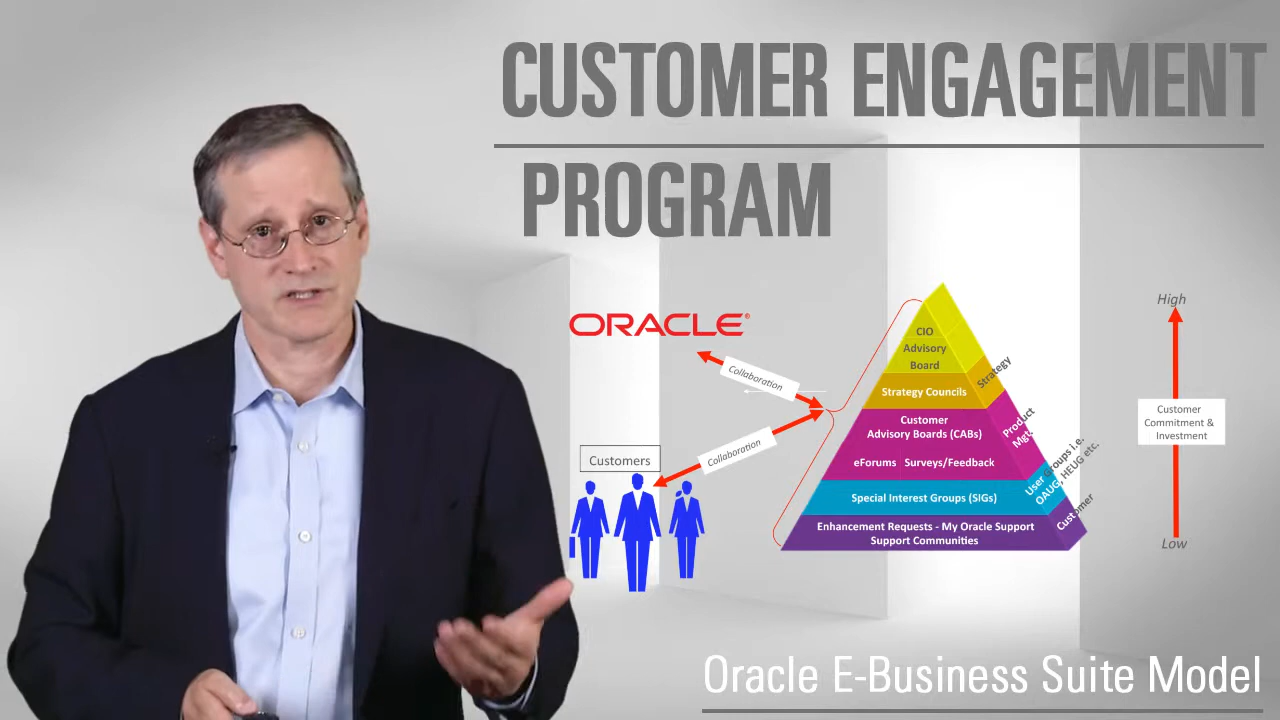 CUSTOMER ENGAGEMENT
PROGRAM
ORACLE®
Collaboration
Collaboration
Customers
CIO
Advisory
Board
Strategy Councils
Customer
Advisory Boards (CABs)
eForums Surveys/Feedback
Special Interest Groups (SIGs)
Enhancement Requests - My Oracle Support
Support Communities
Strategy
Product
Mgt.
User Groups i.e.
OAUG, HEUG etc.
Customer
High
Customer
Commitment &
Investment
Low
Oracle E-Business Suite Model